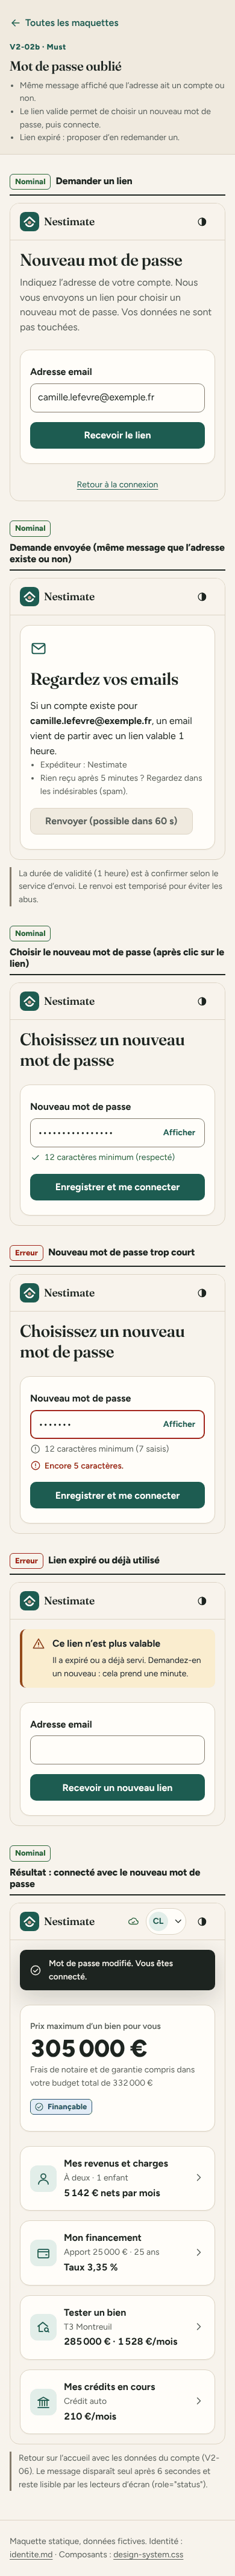 ← Toutes les maquettes
V2-02b · Must
Mot de passe oublié
Même message affiché que l'adresse ait un compte ou
non.
Le lien valide permet de choisir un nouveau mot de
passe, puis connecte.
Lien expiré : proposer d'en redemander un.
Nominal Demander un lien
Nestimate
Nouveau mot de passe
Indiquez l'adresse de votre compte. Nous
vous envoyons un lien pour choisir un
nouveau mot de passe. Vos données ne sont
pas touchées.
Adresse email
camille.lefevre@exemple.fr
Recevoir le lien
Retour à la connexion
Nominal
Demande envoyée (même message que l'adresse
existe ou non)
Nestimate
Regardez vos emails
Si un compte existe pour
camille.lefevre@exemple.fr, un email
vient de partir avec un lien valable 1
heure.
Expéditeur : Nestimate
Rien reçu après 5 minutes ? Regardez dans
les indésirables (spam).
Renvoyer (possible dans 60 s)
La durée de validité (1 heure) est à confirmer selon le
service d'envoi. Le renvoi est temporisé pour éviter les
abus.
Nominal
Choisir le nouveau mot de passe (après clic sur le
lien)
Nestimate
Choisissez un nouveau
mot de passe
Nouveau mot de passe
•••••••••••••••• Afficher
12 caractères minimum (respecté)
Enregistrer et me connecter
Erreur Nouveau mot de passe trop court
Nestimate
Choisissez un nouveau
mot de passe
Nouveau mot de passe
••••••• Afficher
12 caractères minimum (7 saisis)
Encore 5 caractères.
Enregistrer et me connecter
Erreur Lien expiré ou déjà utilisé
Nestimate
Ce lien n'est plus valable
Il a expiré ou a déjà servi. Demandez-en
un nouveau : cela prend une minute.
Adresse email
Recevoir un nouveau lien
Nominal
Résultat : connecté avec le nouveau mot de
passe
Nestimate CL
Mot de passe modifié. Vous êtes
connecté.
Prix maximum d'un bien pour vous
305 000 €
Frais de notaire et de garantie compris dans
votre budget total de 332 000 €
Finançable
Mes revenus et charges
À deux · 1 enfant
5 142 € nets par mois
Mon financement
Apport 25 000 € · 25 ans
Taux 3,35 %
Tester un bien
T3 Montreuil
285 000 € · 1 528 €/mois
Mes crédits en cours
Crédit auto
210 €/mois
Retour sur l'accueil avec les données du compte (V2-
06). Le message disparaît seul après 6 secondes et
reste lisible par les lecteurs d'écran (role="status").
Maquette statique, données fictives. Identité :
identite.md · Composants : design-system.css